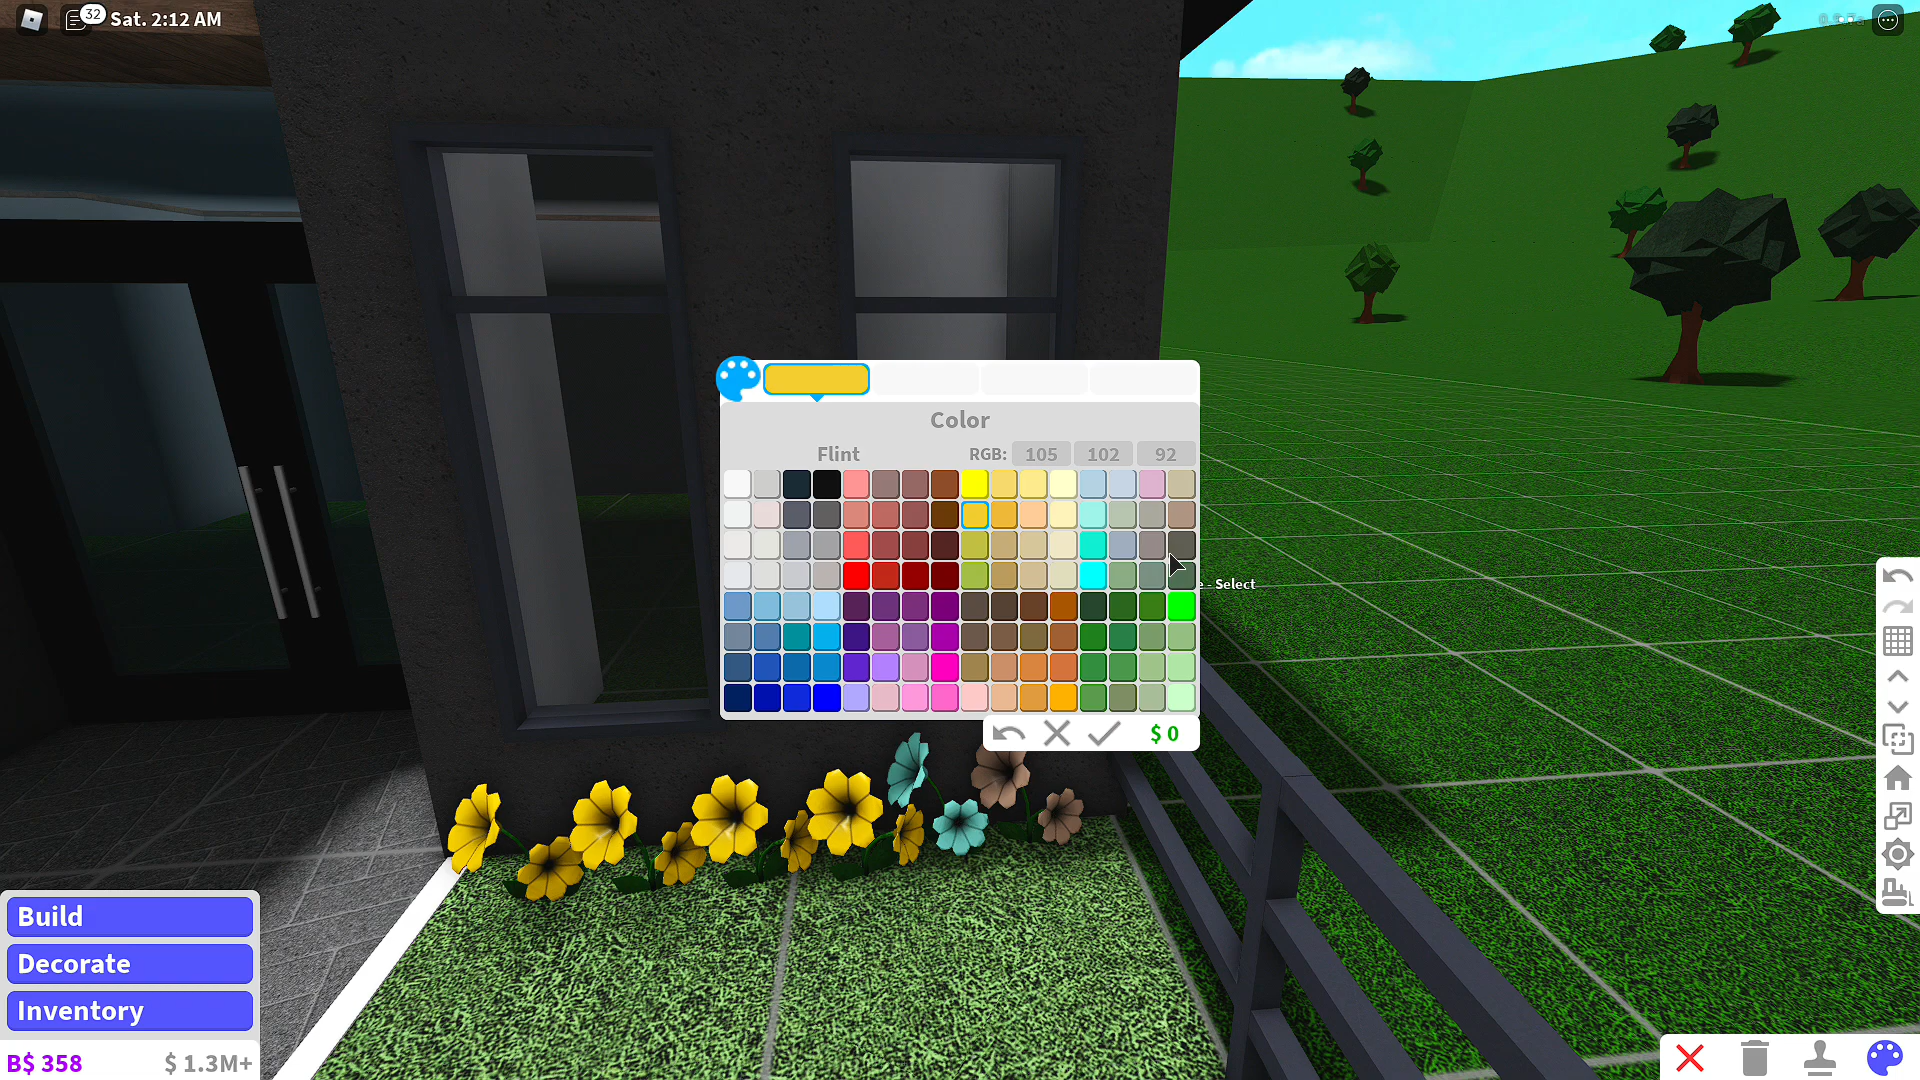 32
Sat. 2:12 AM
Color
Flint
RGB: 105 102 92
e - Select
$ 0
Build
Decorate
Inventory
B$ 358
$ 1.3M+